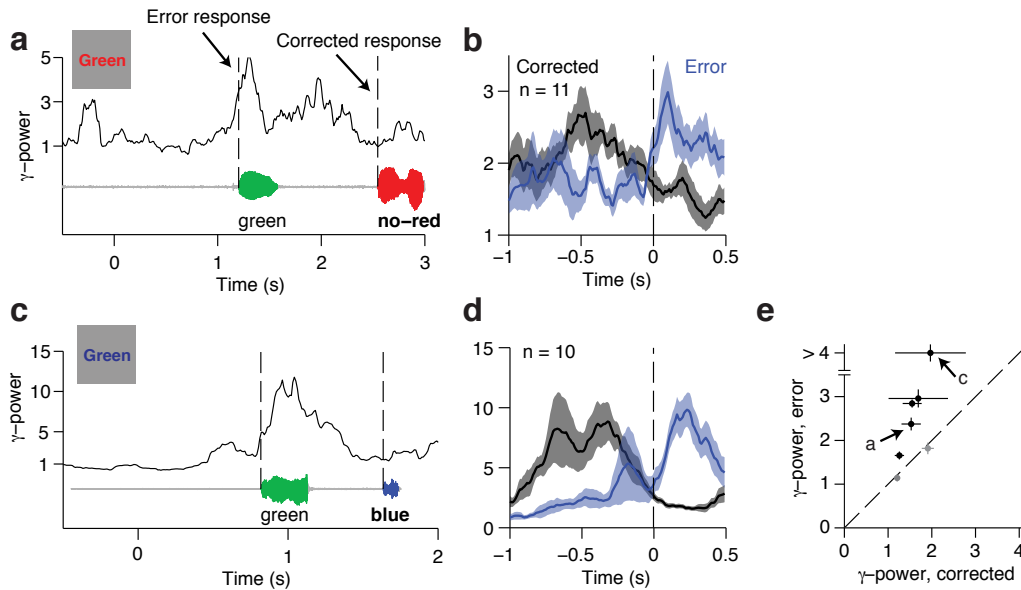 a
Error response
Corrected response
Green
γ−power
5
3
1
green
no−red
0
1
2
3
Time (s)
b
Corrected
n = 11
Error
3
2
1
−1
−0.5
0
0.5
Time (s)
c
Green
γ−power
15
10
5
1
green
blue
0
1
2
Time (s)
d
n = 10
15
10
5
0
−1
−0.5
0
0.5
Time (s)
e
γ−power, error
> 4
3
2
1
0
c
a
0
1
2
3
4
γ−power, corrected